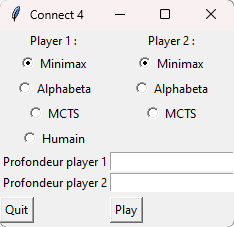 Connect 4
Player 1 : Player 2 :
Minimax Minimax
Alphabeta Alphabeta
MCTS MCTS
Humain
Profondeur player 1
Profondeur player 2
Quit Play